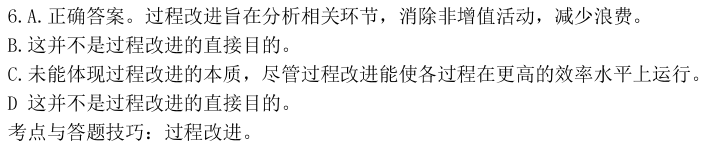 6.A.正确答案。过程改进旨在分析相关环节，消除非增值活动，减少浪费。
B.这并不是过程改进的直接目的。
C.未能体现过程改进的本质，尽管过程改进能使各过程在更高的效率水平上运行。
D 这并不是过程改进的直接目的。
考点与答题技巧：过程改进。